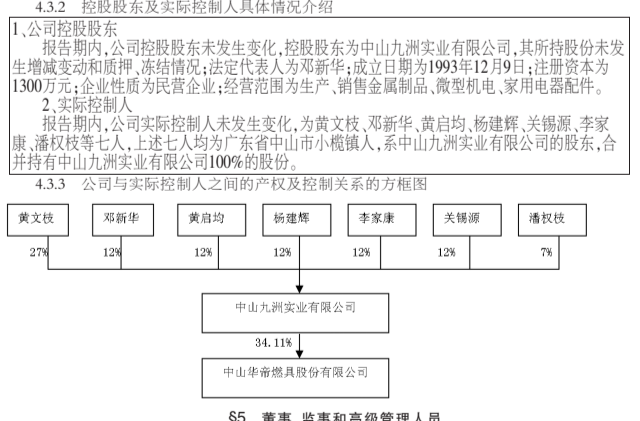 4.3.2 控股股东及实际控制人具体情况介绍
1、公司控股股东
报告期内,公司控股股东未发生变化,控股股东为中山九洲实业有限公司,其所持股份未发
生增减变动和质押、冻结情况;法定代表人为邓新华;成立日期为1993年12月9日;注册资本为
1300万元;企业性质为民营企业;经营范围为生产、销售金属制品、微型机电、家用电器配件。
2、实际控制人
报告期内,公司实际控制人未发生变化,为黄文枝、邓新华、黄启均、杨建辉、关锡源、李家
康、潘权枝等七人,上述七人均为广东省中山市小榄镇人,系中山九洲实业有限公司的股东,合
并持有中山九洲实业有限公司100%的股份。
4.3.3 公司与实际控制人之间的产权及控制关系的方框图
黄文枝 邓新华 黄启均 杨建辉 李家康 关锡源 潘权枝
27% 12% 12% 12% 12% 12% 7%
中山九洲实业有限公司
34.11%
中山华帝燃具股份有限公司
§5 董事、监事和高级管理人员